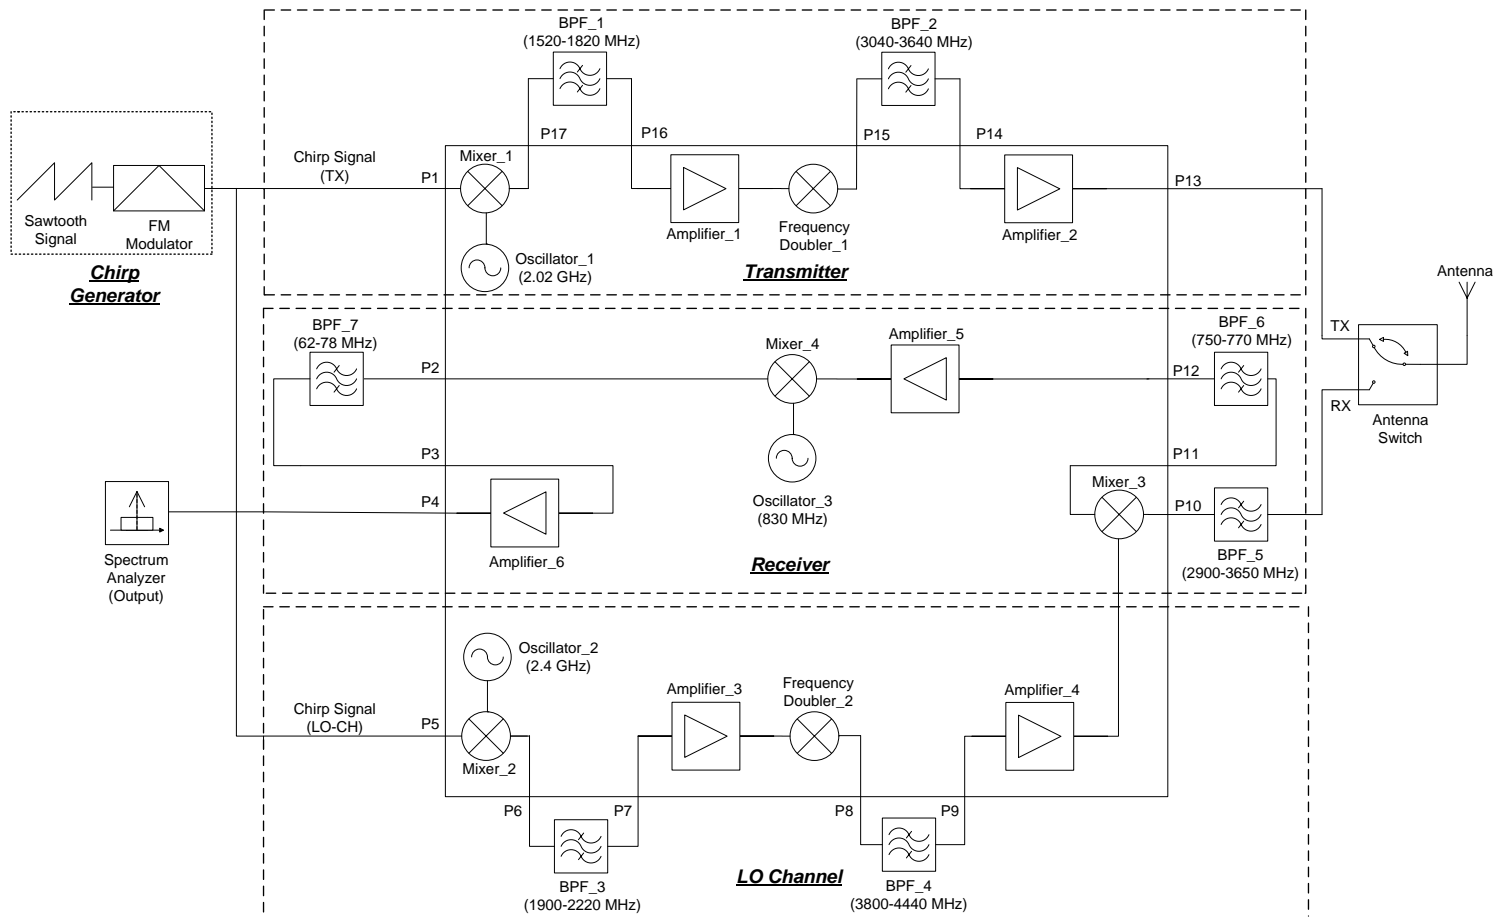 BPF_1
(1520-1820 MHz)
BPF_2
(3040-3640 MHz)
P17
P16
P15
P14
Chirp Signal
(TX)
P1
Mixer_1
P13
Sawtooth
Signal
FM
Modulator
Amplifier_1
Frequency
Doubler_1
Amplifier_2
Oscillator_1
(2.02 GHz)
Chirp
Generator
Transmitter
Antenna
BPF_7
(62-78 MHz)
Mixer_4
Amplifier_5
BPF_6
(750-770 MHz)
TX
P2
P12
RX
Antenna
Switch
P3
P11
Mixer_3
Oscillator_3
(830 MHz)
P4
P10
Spectrum
Analyzer
(Output)
Amplifier_6
Receiver
BPF_5
(2900-3650 MHz)
Oscillator_2
(2.4 GHz)
Chirp Signal
(LO-CH)
P5
Mixer_2
Amplifier_3
Frequency
Doubler_2
Amplifier_4
P6
P7
P8
P9
BPF_3
(1900-2220 MHz)
LO Channel
BPF_4
(3800-4440 MHz)